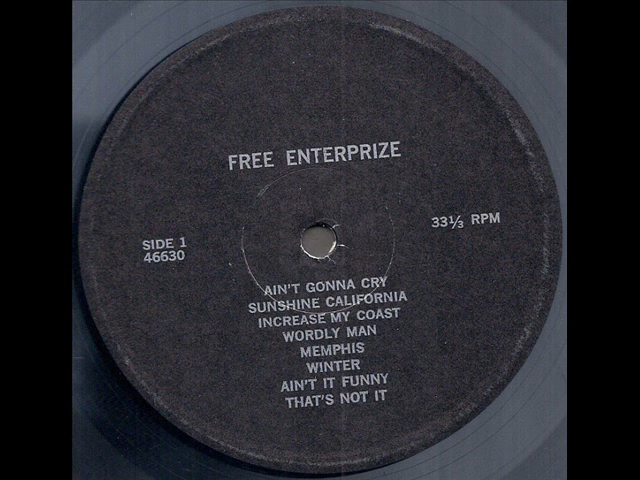 FREE ENTERPRIZE
SIDE 1
46630
33⅓ RPM
AIN'T GONNA CRY
SUNSHINE CALIFORNIA
INCREASE MY COAST
WORDLY MAN
MEMPHIS
WINTER
AIN'T IT FUNNY
THAT'S NOT IT